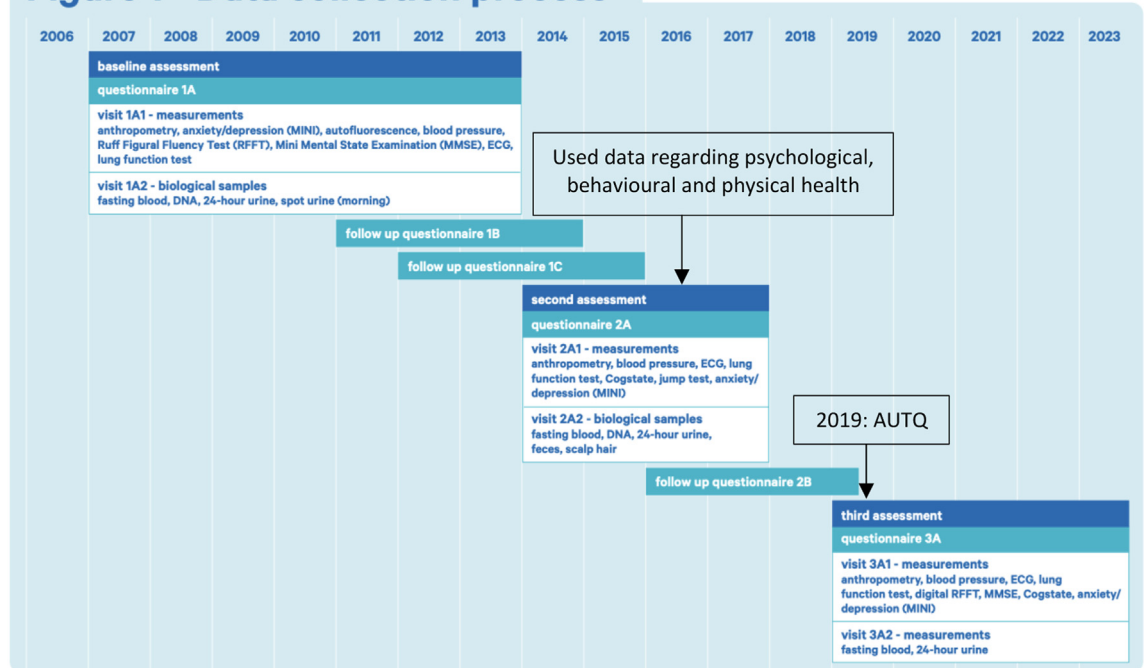 Figure 1 - Data collection process
2006 2007 2008 2009 2010 2011 2012 2013 2014 2015 2016 2017 2018 2019 2020 2021 2022 2023
baseline assessment
questionnaire 1A
visit 1A1 - measurements
anthropometry, anxiety/depression (MINI), autofluorescence, blood pressure,
Ruff Figural Fluency Test (RFFT), Mini Mental State Examination (MMSE), ECG,
lung function test
visit 1A2 - biological samples
fasting blood, DNA, 24-hour urine, spot urine (morning)
Used data regarding psychological,
behavioural and physical health
follow up questionnaire 1B
follow up questionnaire 1C
second assessment
questionnaire 2A
visit 2A1 - measurements
anthropometry, blood pressure, ECG, lung
function test, Cogstate, jump test, anxiety/
depression (MINI)
visit 2A2 - biological samples
fasting blood, DNA, 24-hour urine,
feces, scalp hair
2019: AUTQ
follow up questionnaire 2B
third assessment
questionnaire 3A
visit 3A1 - measurements
anthropometry, blood pressure, ECG, lung
function test, digital RFFT, MMSE, Cogstate, anxiety/
depression (MINI)
visit 3A2 - measurements
fasting blood, 24-hour urine